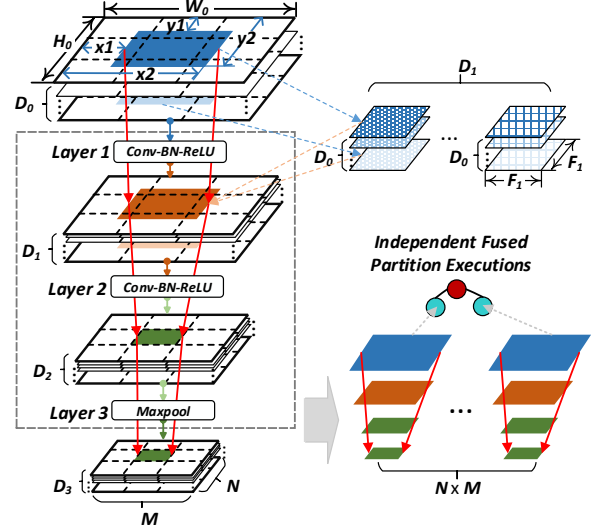 W₀
H₀
y1
x1
y2
x2
D₀
D₁
D₀
...
D₀
F₁
F₁
Layer 1
Conv-BN-ReLU
D₁
Layer 2
Conv-BN-ReLU
Independent Fused
Partition Executions
D₂
Layer 3
Maxpool
...
D₃
N
M
N x M